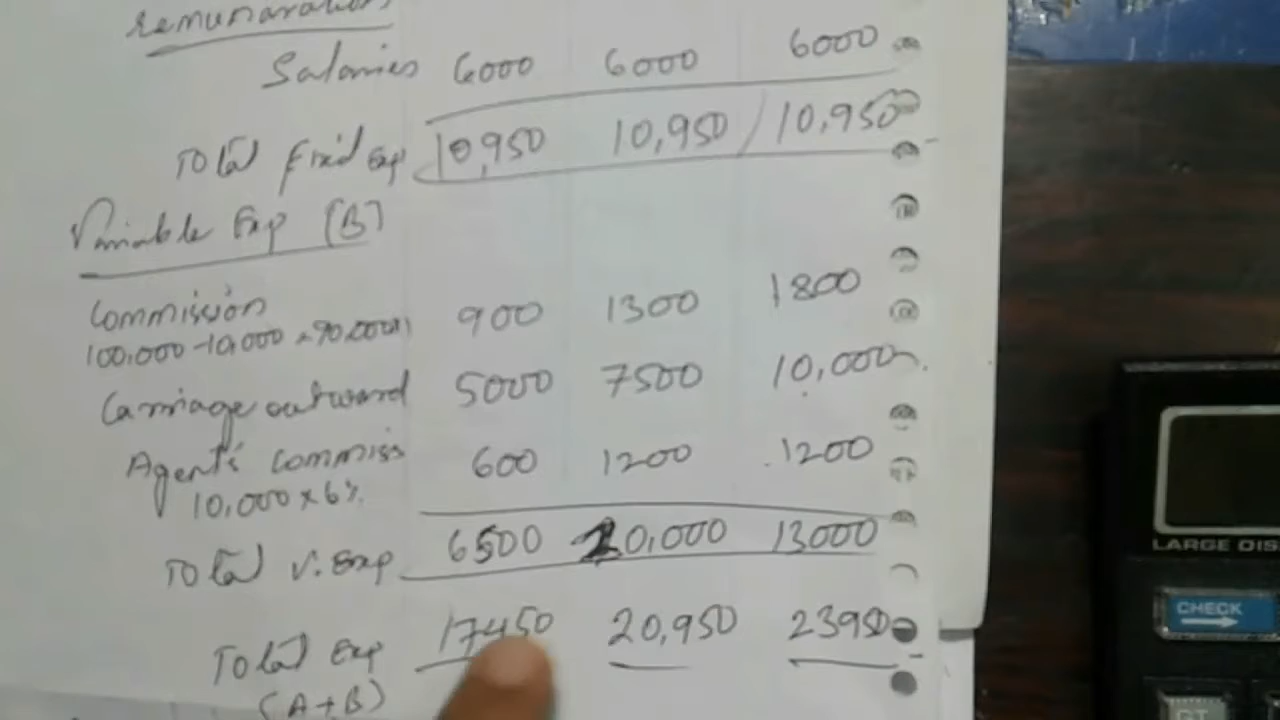 remunaration
Salaries 6000 6000 6000
Total fixed Exp 10,950 10,950 10,950
Variable Exp (B)
Commission 900 1300 1800
100,000 - 10,000 = 90,000
Carriage outward 5000 7500 10,000
Agent's Commiss 600 1200 1200
10,000 x 6%
Total v. Exp 6500 10,000 13000
Total Exp 17450 20,950 23950
(A+B)
LARGE DIS
CHECK
GT